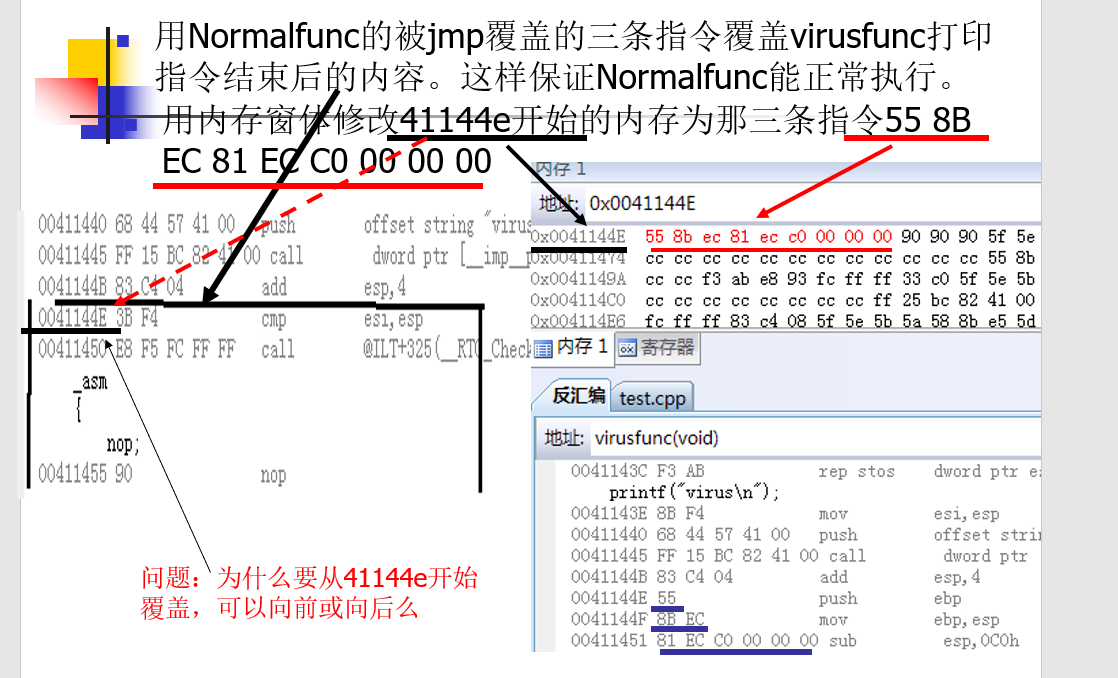 用Normalfunc的被jmp覆盖的三条指令覆盖virusfunc打印
指令结束后的内容。这样保证Normalfunc能正常执行。
用内存窗体修改41144e开始的内存为那三条指令55 8B
EC 81 EC C0 00 00 00
00411440 68 44 57 41 00 push offset string "virus
00411445 FF 15 BC 82 41 00 call dword ptr [__imp__p
0041144B 83 C4 04 add esp,4
0041144E 3B F4 cmp esi,esp
00411450 E8 F5 FC FF FF call @ILT+325(__RTC_Check
_asm
{
nop;
00411455 90 nop
问题：为什么要从41144e开始
覆盖，可以向前或向后么
内存 1
地址: 0x0041144E
0x0041144E 55 8b ec 81 ec c0 00 00 00 90 90 90 5f 5e
0x00411474 cc cc cc cc cc cc cc cc cc cc cc cc 55 8b
0x0041149A cc cc f3 ab e8 93 fc ff ff 33 c0 5f 5e 5b
0x004114C0 cc cc cc cc cc cc cc cc ff 25 bc 82 41 00
0x004114E6 fc ff ff 83 c4 08 5f 5e 5b 5a 58 8b e5 5d
内存 1 寄存器
反汇编 test.cpp
地址: virusfunc(void)
0041143C F3 AB rep stos dword ptr e
printf("virus\n");
0041143E 8B F4 mov esi,esp
00411440 68 44 57 41 00 push offset stri
00411445 FF 15 BC 82 41 00 call dword ptr
0041144B 83 C4 04 add esp,4
0041144E 55 push ebp
0041144F 8B EC mov ebp,esp
00411451 81 EC C0 00 00 00 sub esp,0C0h